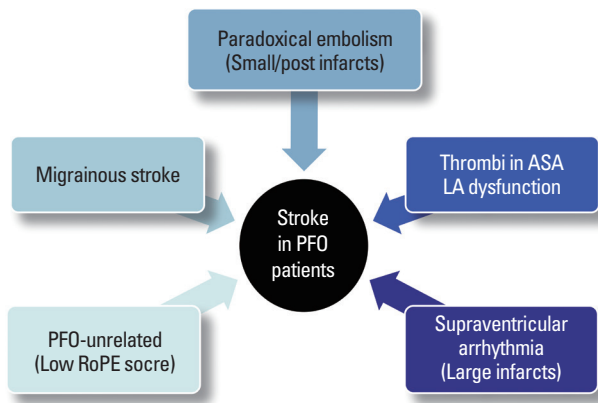 Paradoxical embolism
(Small/post infarcts)
Migrainous stroke
Thrombi in ASA
LA dysfunction
Stroke
in PFO
patients
PFO-unrelated
(Low RoPE socre)
Supraventricular
arrhythmia
(Large infarcts)